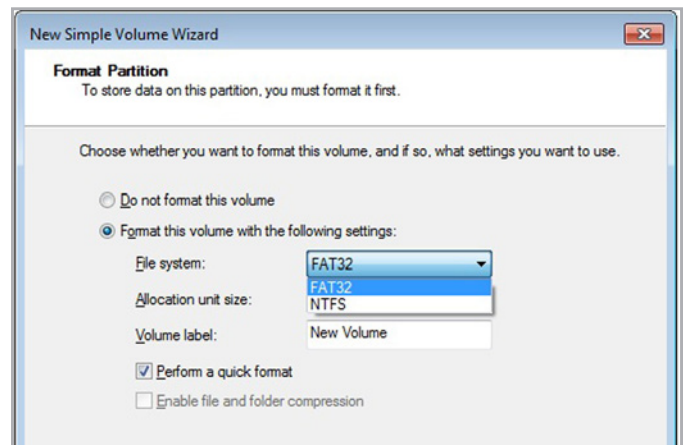 New Simple Volume Wizard
Format Partition
To store data on this partition, you must format it first.
Choose whether you want to format this volume, and if so, what settings you want to use.
Do not format this volume
Format this volume with the following settings:
File system: FAT32
FAT32
Allocation unit size: NTFS
Volume label: New Volume
Perform a quick format
Enable file and folder compression